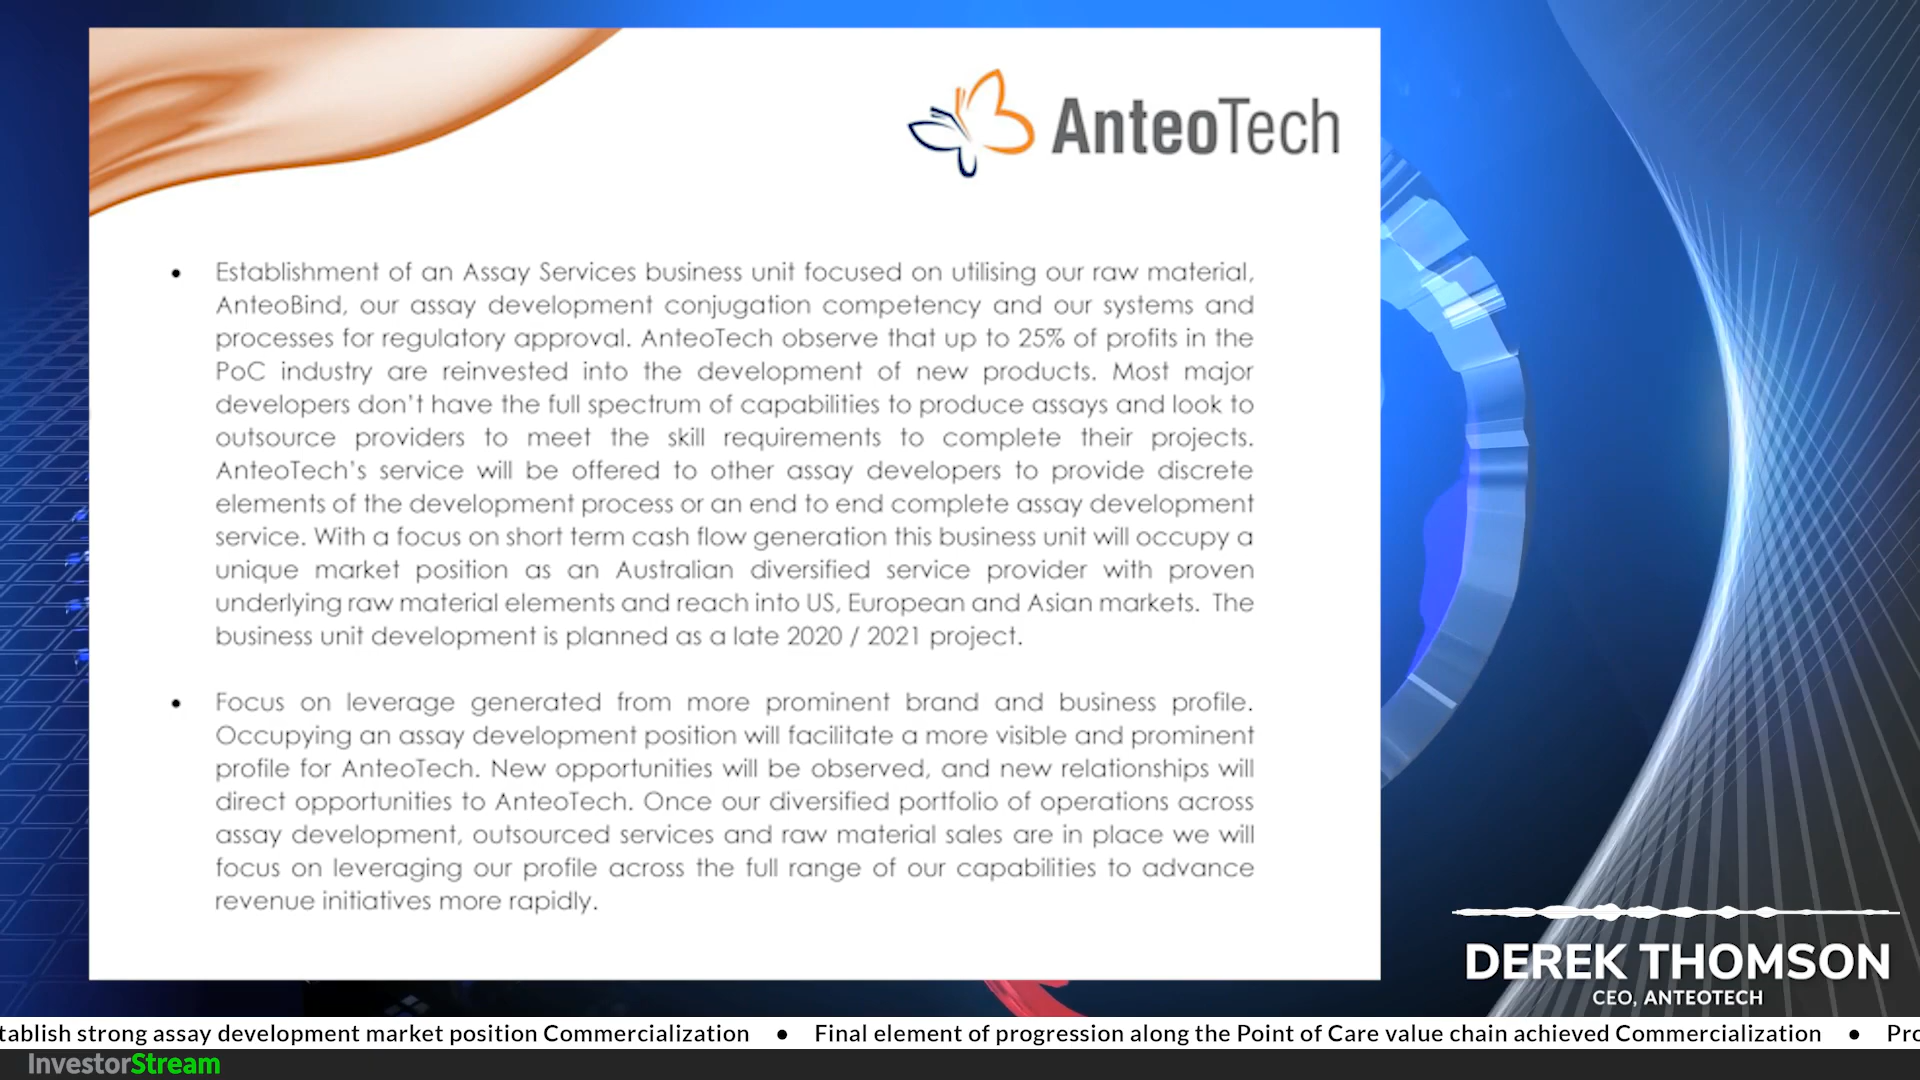 AnteoTech
• Establishment of an Assay Services business unit focused on utilising our raw material,
AnteoBind, our assay development conjugation competency and our systems and
processes for regulatory approval. AnteoTech observe that up to 25% of profits in the
PoC industry are reinvested into the development of new products. Most major
developers don't have the full spectrum of capabilities to produce assays and look to
outsource providers to meet the skill requirements to complete their projects.
AnteoTech's service will be offered to other assay developers to provide discrete
elements of the development process or an end to end complete assay development
service. With a focus on short term cash flow generation this business unit will occupy a
unique market position as an Australian diversified service provider with proven
underlying raw material elements and reach into US, European and Asian markets. The
business unit development is planned as a late 2020 / 2021 project.
• Focus on leverage generated from more prominent brand and business profile.
Occupying an assay development position will facilitate a more visible and prominent
profile for AnteoTech. New opportunities will be observed, and new relationships will
direct opportunities to AnteoTech. Once our diversified portfolio of operations across
assay development, outsourced services and raw material sales are in place we will
focus on leveraging our profile across the full range of our capabilities to advance
revenue initiatives more rapidly.
DEREK THOMSON
CEO, ANTEOTECH
tablish strong assay development market position Commercialization • Final element of progression along the Point of Care value chain achieved Commercialization • Pro
InvestorStream